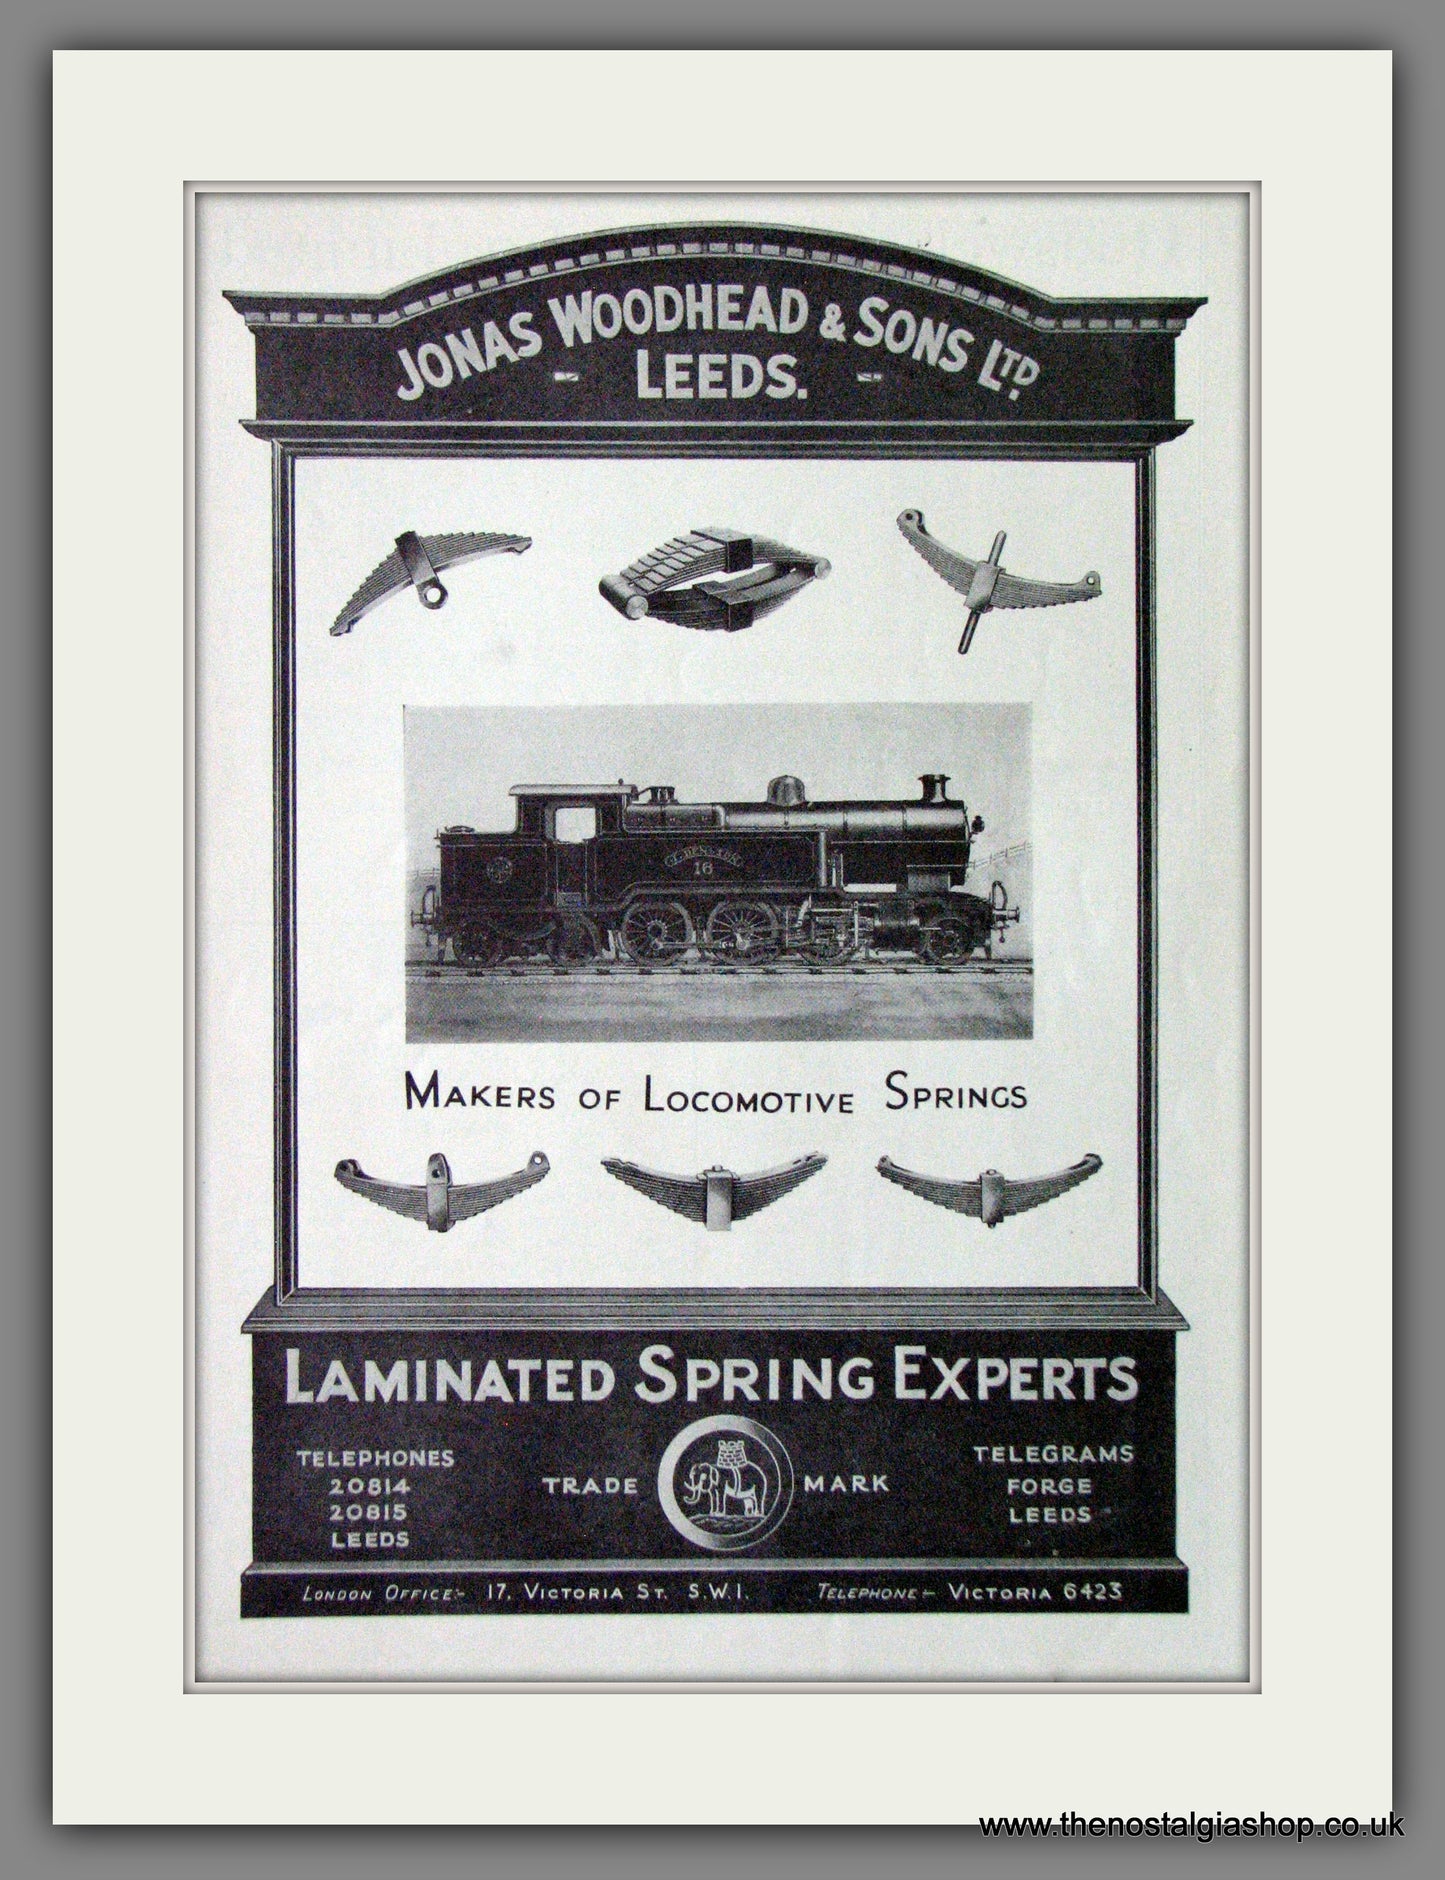 JONAS WOODHEAD & SONS LTD.
LEEDS.
16
MAKERS OF LOCOMOTIVE SPRINGS
LAMINATED SPRING EXPERTS
TELEPHONES
20814
20815
LEEDS
TRADE MARK
TELEGRAMS
FORGE
LEEDS
LONDON OFFICE:- 17, VICTORIA ST. S.W.1. TELEPHONE:- VICTORIA 6423
www.thenostalgiashop.co.uk